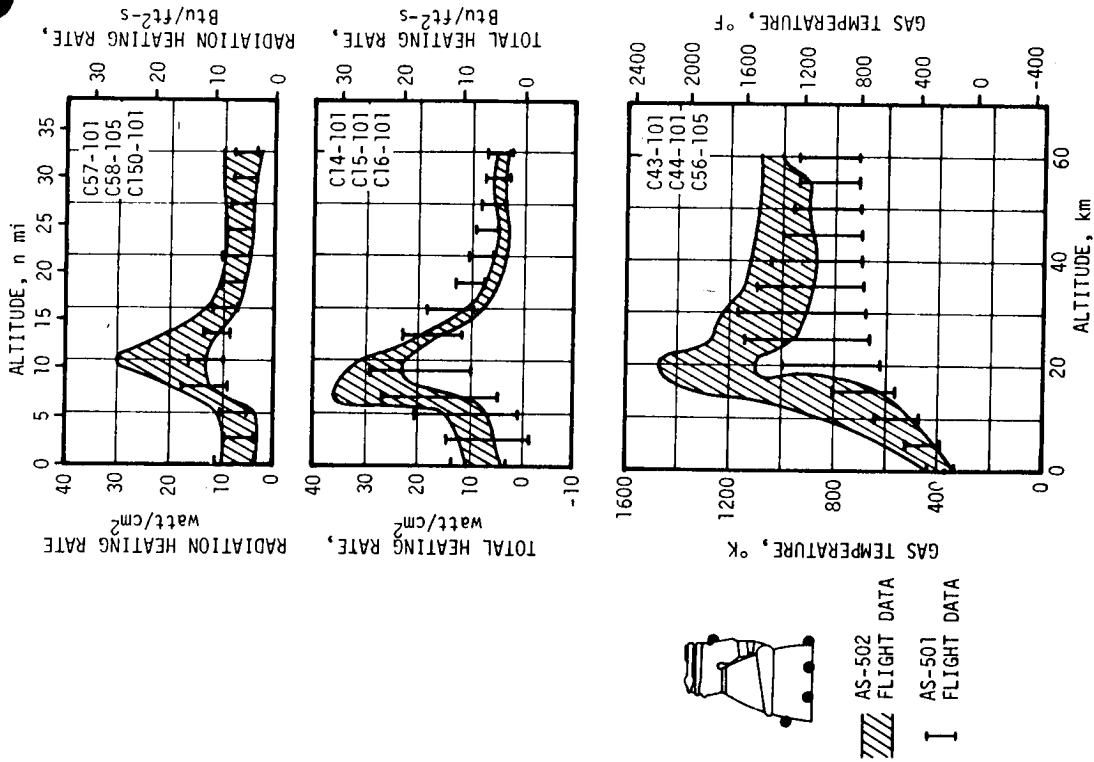 ALTITUDE, n mi
0 5 10 15 20 25 30 35
RADIATION HEATING RATE
watt/cm²
40
30
20
10
0
C57-101
C58-105
C150-101
RADIATION HEATING RATE,
Btu/ft²-s
30
20
10
0
TOTAL HEATING RATE,
watt/cm²
40
30
20
10
0
-10
C14-101
C15-101
C16-101
TOTAL HEATING RATE,
Btu/ft²-s
30
20
10
0
GAS TEMPERATURE, °K
1600
1200
800
400
0
C43-101
C44-101
C56-105
GAS TEMPERATURE, °F
2400
2000
1600
1200
800
400
0
-400
0 20 40 60
ALTITUDE, km
AS-502
FLIGHT DATA
AS-501
FLIGHT DATA